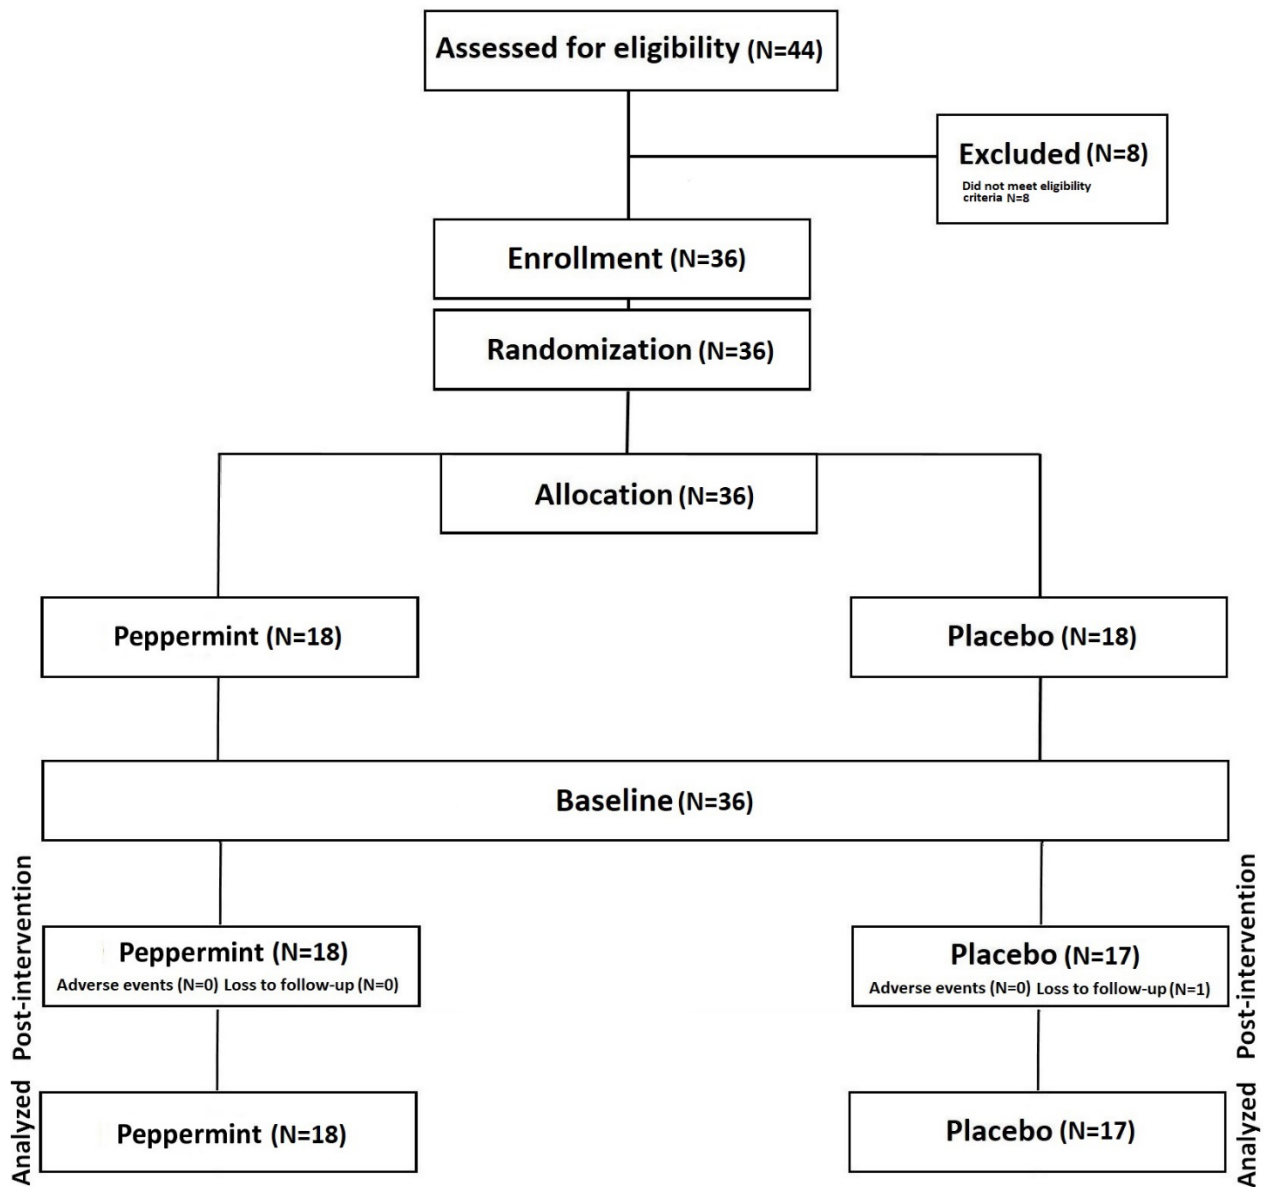 Assessed for eligibility (N=44)
Excluded (N=8)
Did not meet eligibility
criteria N=8
Enrollment (N=36)
Randomization (N=36)
Allocation (N=36)
Peppermint (N=18)
Placebo (N=18)
Baseline (N=36)
Post-intervention
Peppermint (N=18)
Adverse events (N=0) Loss to follow-up (N=0)
Placebo (N=17)
Adverse events (N=0) Loss to follow-up (N=1)
Post-intervention
Analyzed
Peppermint (N=18)
Placebo (N=17)
Analyzed